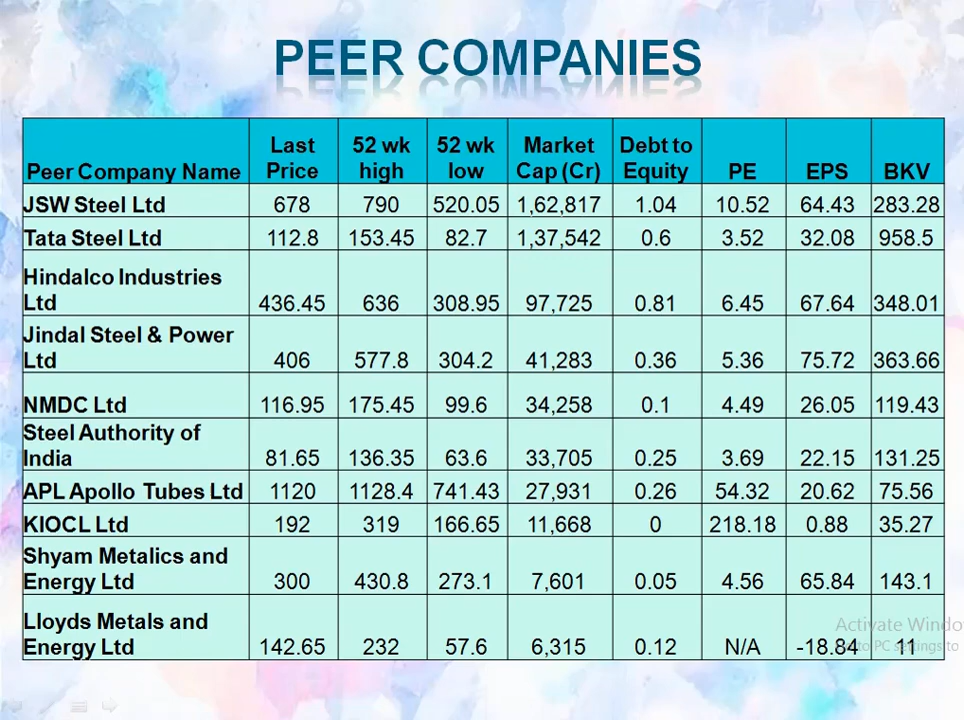 PEER COMPANIES
Peer Company Name Last Price 52 wk high 52 wk low Market Cap (Cr) Debt to Equity PE EPS BKV
JSW Steel Ltd 678 790 520.05 1,62,817 1.04 10.52 64.43 283.28
Tata Steel Ltd 112.8 153.45 82.7 1,37,542 0.6 3.52 32.08 958.5
Hindalco Industries Ltd 436.45 636 308.95 97,725 0.81 6.45 67.64 348.01
Jindal Steel & Power Ltd 406 577.8 304.2 41,283 0.36 5.36 75.72 363.66
NMDC Ltd 116.95 175.45 99.6 34,258 0.1 4.49 26.05 119.43
Steel Authority of India 81.65 136.35 63.6 33,705 0.25 3.69 22.15 131.25
APL Apollo Tubes Ltd 1120 1128.4 741.43 27,931 0.26 54.32 20.62 75.56
KIOCL Ltd 192 319 166.65 11,668 0 218.18 0.88 35.27
Shyam Metalics and Energy Ltd 300 430.8 273.1 7,601 0.05 4.56 65.84 143.1
Lloyds Metals and Energy Ltd 142.65 232 57.6 6,315 0.12 N/A -18.84 11
Activate Windo
to PC settings to